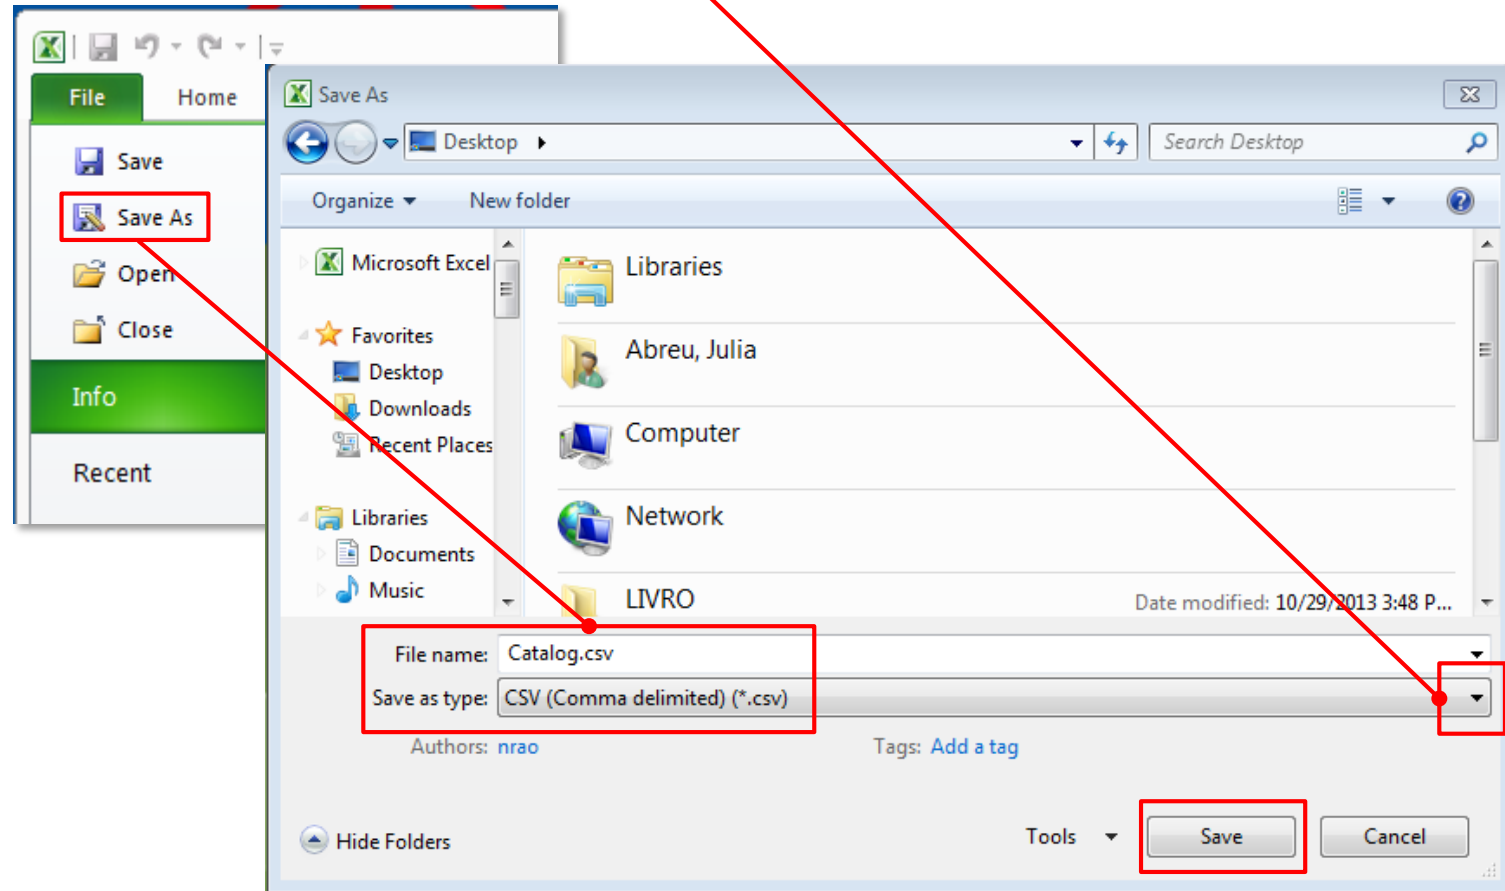 File Home
Save
Save As
Open
Close
Info
Recent
Save As
Desktop
Search Desktop
Organize New folder
Microsoft Excel
Favorites
Desktop
Downloads
Recent Places
Libraries
Documents
Music
Libraries
Abreu, Julia
Computer
Network
LIVRO
Date modified: 10/29/2013 3:48 P...
File name: Catalog.csv
Save as type: CSV (Comma delimited) (*.csv)
Authors: nrao Tags: Add a tag
Hide Folders Tools Save Cancel